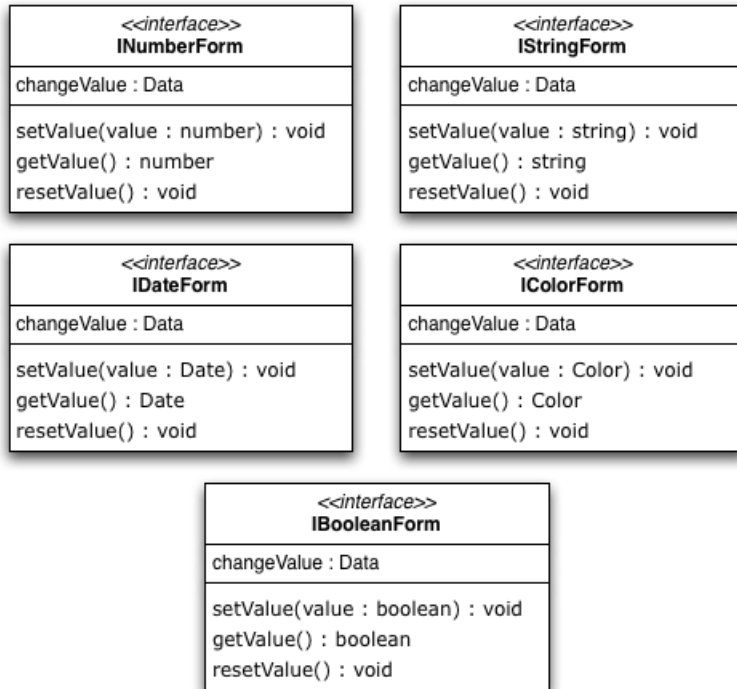 <<interface>>
INumberForm
changeValue : Data
setValue(value : number) : void
getValue() : number
resetValue() : void
<<interface>>
IStringForm
changeValue : Data
setValue(value : string) : void
getValue() : string
resetValue() : void
<<interface>>
IDateForm
changeValue : Data
setValue(value : Date) : void
getValue() : Date
resetValue() : void
<<interface>>
IColorForm
changeValue : Data
setValue(value : Color) : void
getValue() : Color
resetValue() : void
<<interface>>
IBooleanForm
changeValue : Data
setValue(value : boolean) : void
getValue() : boolean
resetValue() : void